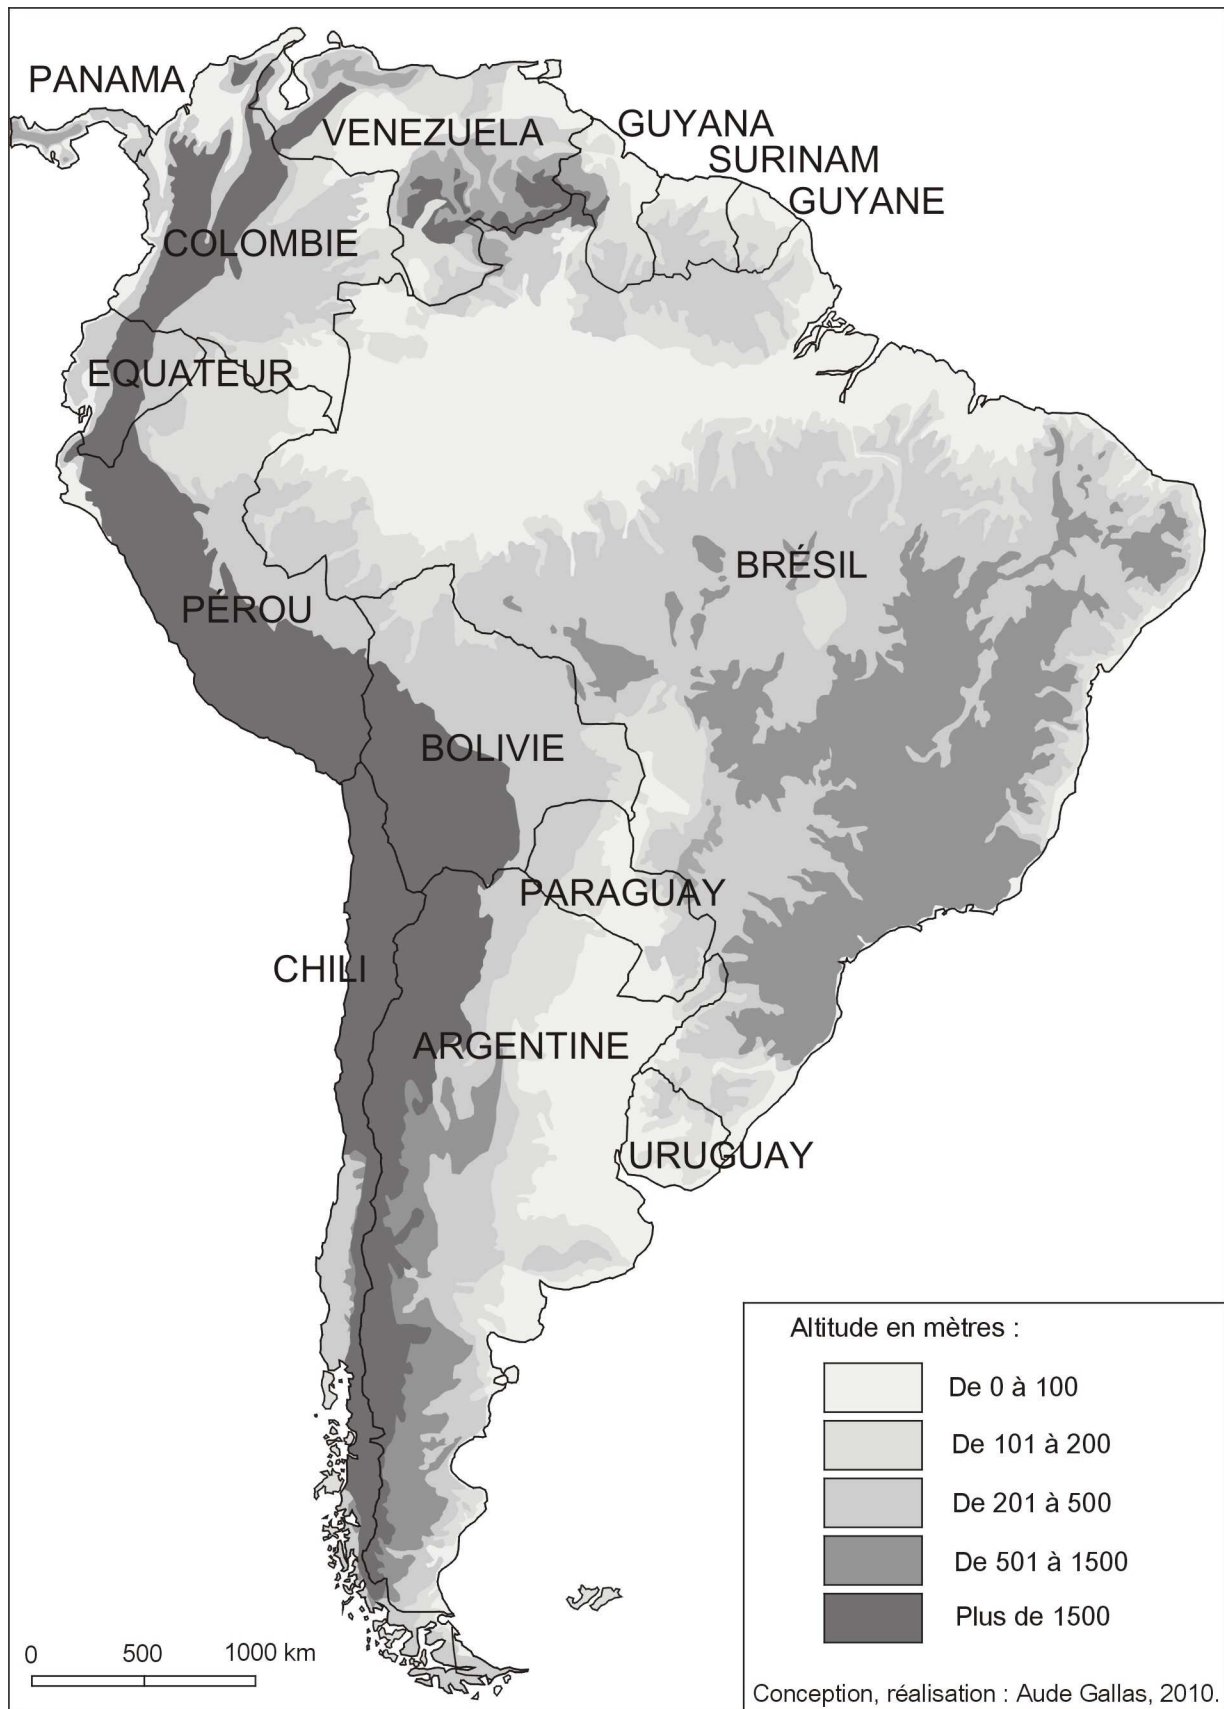 PANAMA
VENEZUELA
GUYANA
SURINAM
GUYANE
COLOMBIE
EQUATEUR
BRÉSIL
PÉROU
BOLIVIE
PARAGUAY
CHILI
ARGENTINE
URUGUAY
Altitude en mètres :
De 0 à 100
De 101 à 200
De 201 à 500
De 501 à 1500
Plus de 1500
0 500 1000 km
Conception, réalisation : Aude Gallas, 2010.